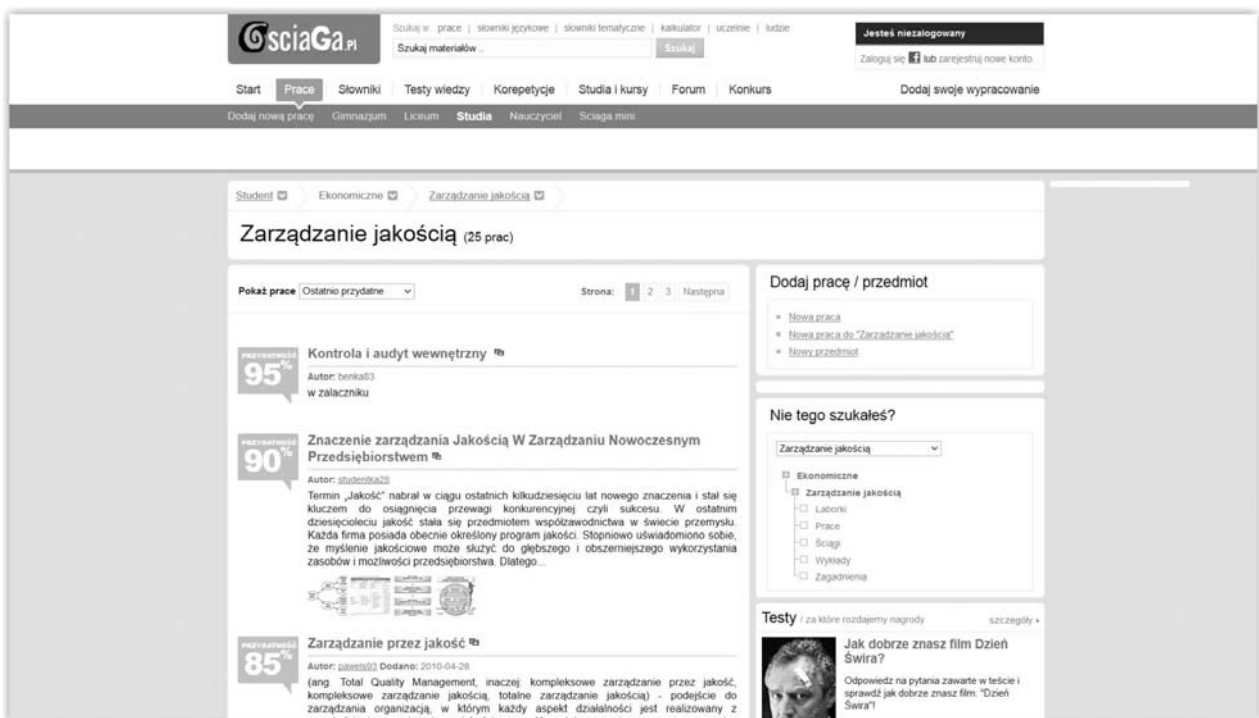 ŚciaGa.PL
Szukaj w: prace | słowniki językowe | słowniki tematyczne | kalkulator | uczelnie | ludzie
Szukaj materiałów ..
Szukaj
Jesteś niezalogowany
Zaloguj się lub zarejestruj nowe konto.
Start Prace Słowniki Testy wiedzy Korepetycje Studia i kursy Forum Konkurs
Dodaj swoje wypracowanie
Dodaj nową pracę Gimnazjum Liceum Studia Nauczyciel Sciaga.mini
Student Ekonomiczne Zarządzanie jakością
Zarządzanie jakością (25 prac)
Pokaż prace Ostatnio przydatne
Strona: 1 2 3 Następna
PRZYDATNOŚĆ
95%
Kontrola i audyt wewnętrzny
Autor: benka83
w zalaczniku
PRZYDATNOŚĆ
90%
Znaczenie zarządzania Jakością W Zarządzaniu Nowoczesnym
Przedsiębiorstwem
Autor: studentka28
Termin „Jakość” nabrał w ciągu ostatnich kilkudziesięciu lat nowego znaczenia i stał się
kluczem do osiągnięcia przewagi konkurencyjnej czyli sukcesu. W ostatnim
dziesięcioleciu jakość stała się przedmiotem współzawodnictwa w świecie przemysłu.
Każda firma posiada obecnie określony program jakości. Stopniowo uświadomiono sobie,
że myślenie jakościowe może służyć do głębszego i obszerniejszego wykorzystania
zasobów i możliwości przedsiębiorstwa. Dlatego...
PRZYDATNOŚĆ
85%
Zarządzanie przez jakość
Autor: pawels93 Dodano: 2010-04-28
(ang. Total Quality Management, inaczej: kompleksowe zarządzanie przez jakość,
kompleksowe zarządzanie jakością, totalne zarządzanie jakością) - podejście do
zarządzania organizacją, w którym każdy aspekt działalności jest realizowany z
Dodaj pracę / przedmiot
Nowa praca
Nowa praca do "Zarządzanie jakością"
Nowy przedmiot
Nie tego szukałeś?
Zarządzanie jakością
Ekonomiczne
Zarządzanie jakością
Laborki
Prace
Ściągi
Wykłady
Zagadnienia
Testy / za które rozdajemy nagrody
szczegóły
Jak dobrze znasz film Dzień
Świra?
Odpowiedz na pytania zawarte w teście i
sprawdź jak dobrze znasz film: "Dzień
Świra"!